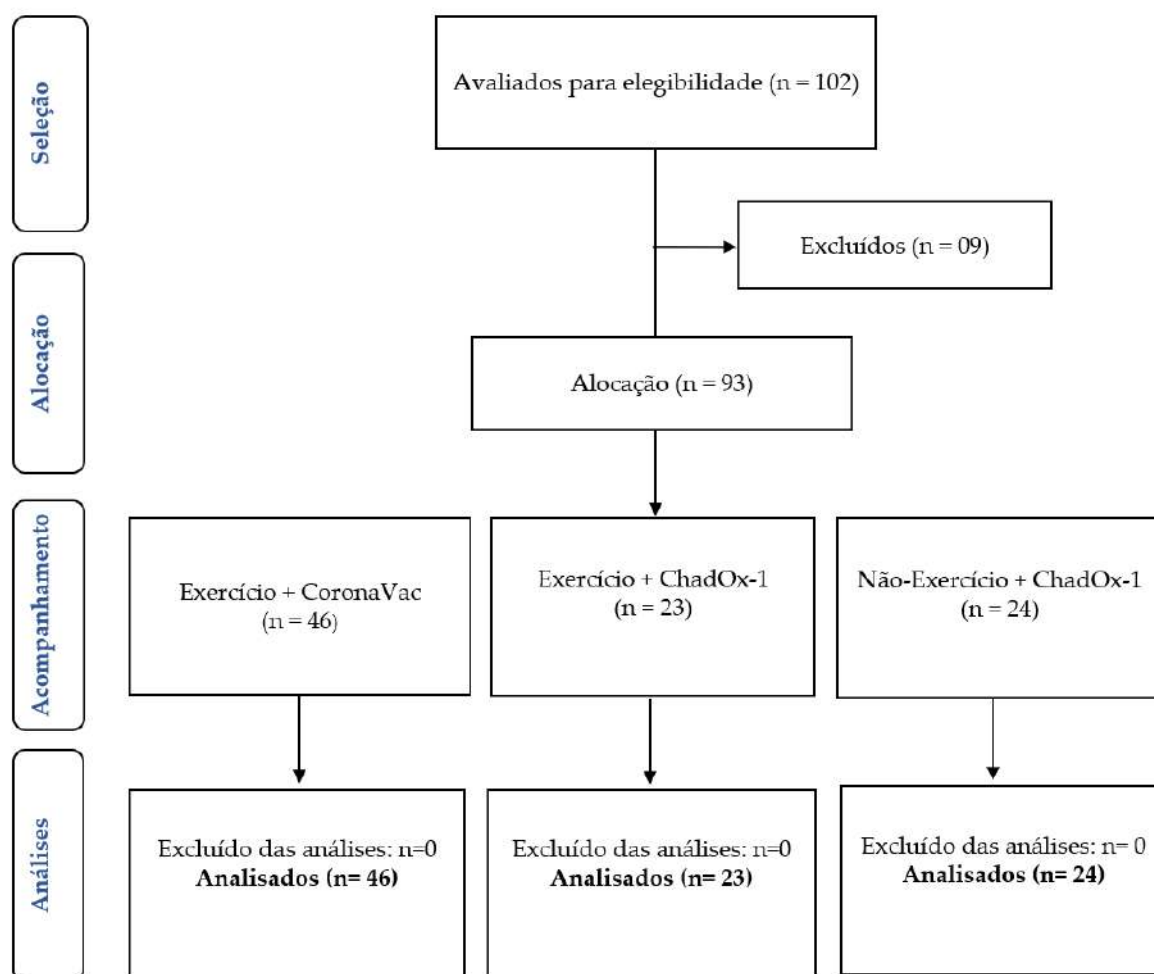 Seleção
Avaliados para elegibilidade (n = 102)
Excluídos (n = 09)
Alocação
Alocação (n = 93)
Acompanhamento
Exercício + CoronaVac
(n = 46)
Exercício + ChadOx-1
(n = 23)
Não-Exercício + ChadOx-1
(n = 24)
Análises
Excluído das análises: n=0
Analisados (n= 46)
Excluído das análises: n=0
Analisados (n= 23)
Excluído das análises: n= 0
Analisados (n= 24)